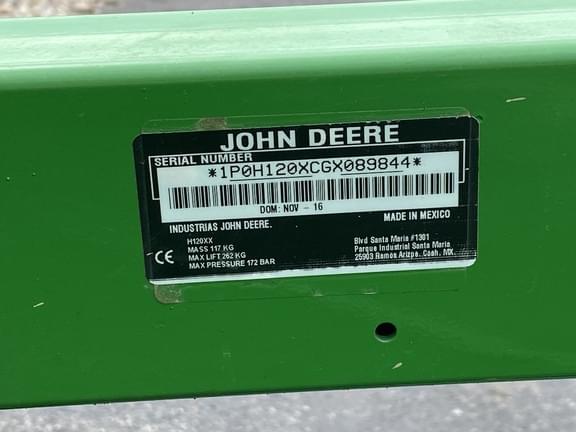 JOHN DEERE
SERIAL NUMBER
*1P0H120XCGX089844*
DOM: NOV - 16
INDUSTRIAS JOHN DEERE.
MADE IN MEXICO
H120XX
MASS 117 KG
MAX LIFT 262 KG
MAX PRESSURE 172 BAR
CE
Blvd Santa Maria #1301
Parque Industrial Santa Maria
25903 Ramos Arizpe, Coah, MX.